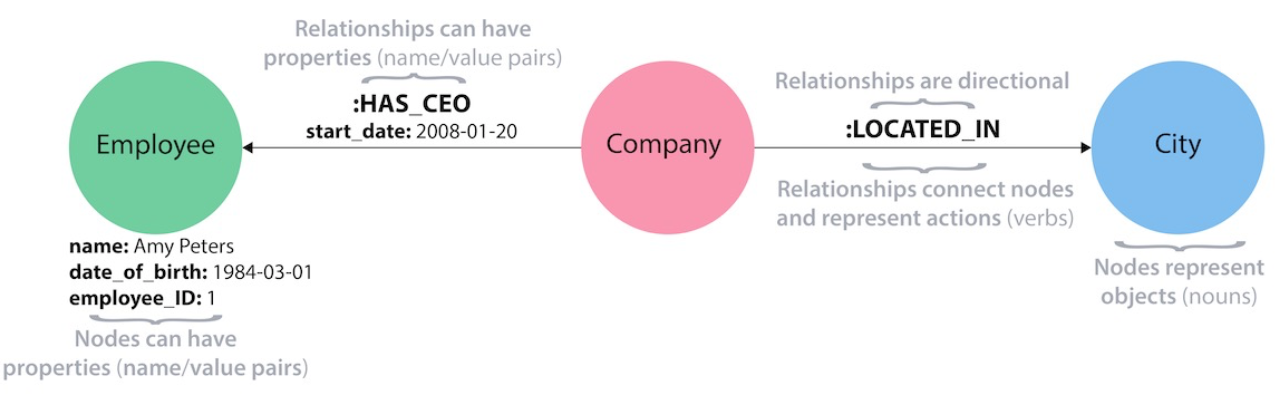 Relationships can have
properties (name/value pairs)
:HAS_CEO
start_date: 2008-01-20
Employee
name: Amy Peters
date_of_birth: 1984-03-01
employee_ID: 1
Nodes can have
properties (name/value pairs)
Company
Relationships are directional
:LOCATED_IN
Relationships connect nodes
and represent actions (verbs)
City
Nodes represent
objects (nouns)